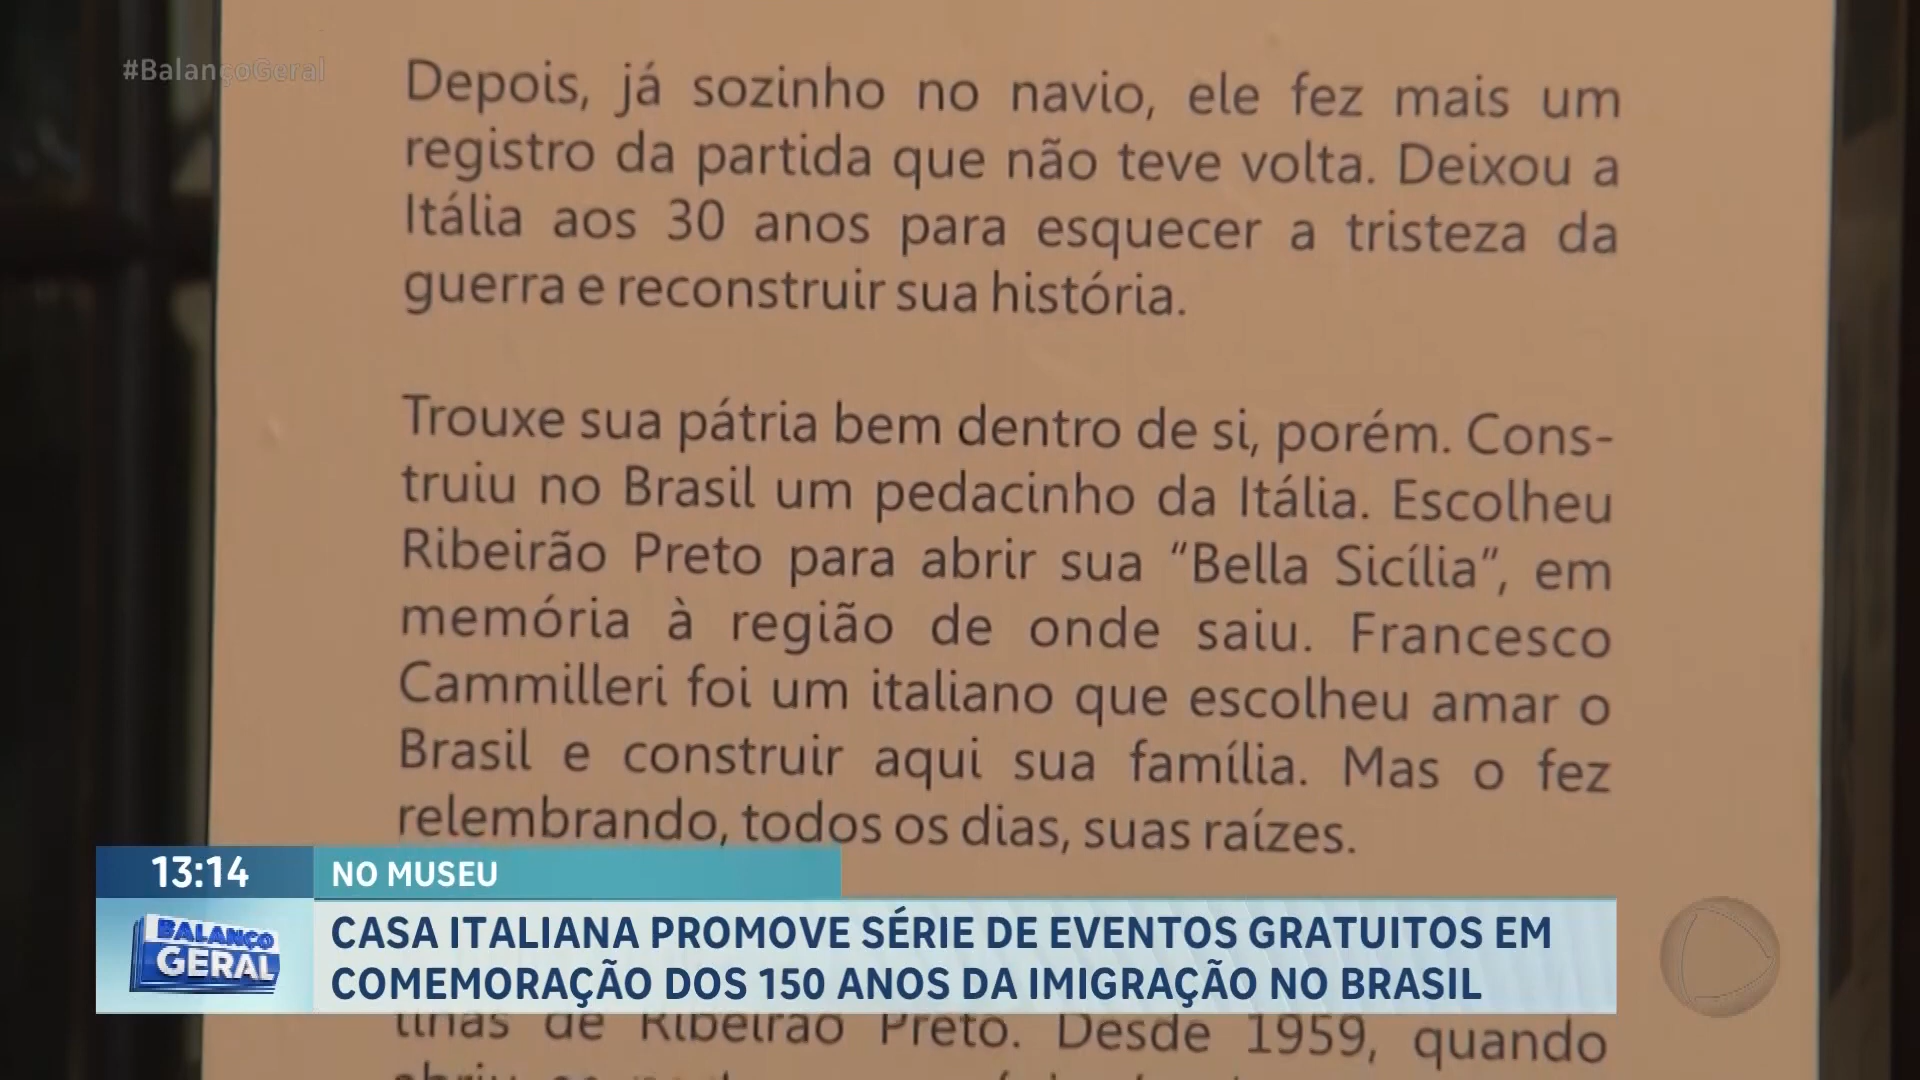 #BalançoGeral
Depois, já sozinho no navio, ele fez mais um
registro da partida que não teve volta. Deixou a
Itália aos 30 anos para esquecer a tristeza da
guerra e reconstruir sua história.
Trouxe sua pátria bem dentro de si, porém. Cons-
truiu no Brasil um pedacinho da Itália. Escolheu
Ribeirão Preto para abrir sua “Bella Sicília”, em
memória à região de onde saiu. Francesco
Cammilleri foi um italiano que escolheu amar o
Brasil e construir aqui sua família. Mas o fez
relembrando, todos os dias, suas raízes.
13:14
NO MUSEU
BALANÇO
GERAL
CASA ITALIANA PROMOVE SÉRIE DE EVENTOS GRATUITOS EM
COMEMORAÇÃO DOS 150 ANOS DA IMIGRAÇÃO NO BRASIL
de Ribeirão Preto. Desde 1959, quando